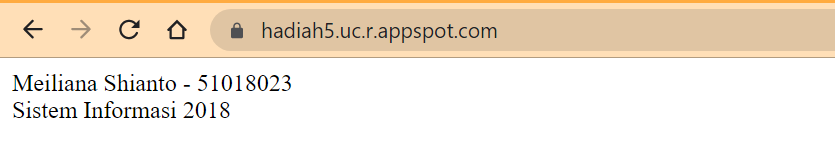 hadiah5.uc.r.appspot.com
Meiliana Shianto - 51018023
Sistem Informasi 2018